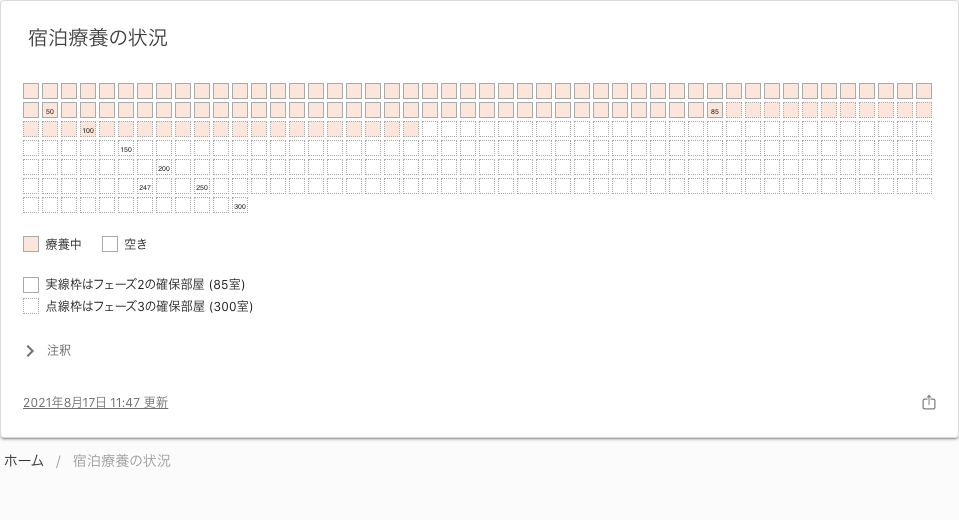 宿泊療養の状況
50 85
100
150
200
247 250
300
療養中 空き
実線枠はフェーズ2の確保部屋 (85室)
点線枠はフェーズ3の確保部屋 (300室)
注釈
2021年8月17日 11:47 更新
ホーム / 宿泊療養の状況